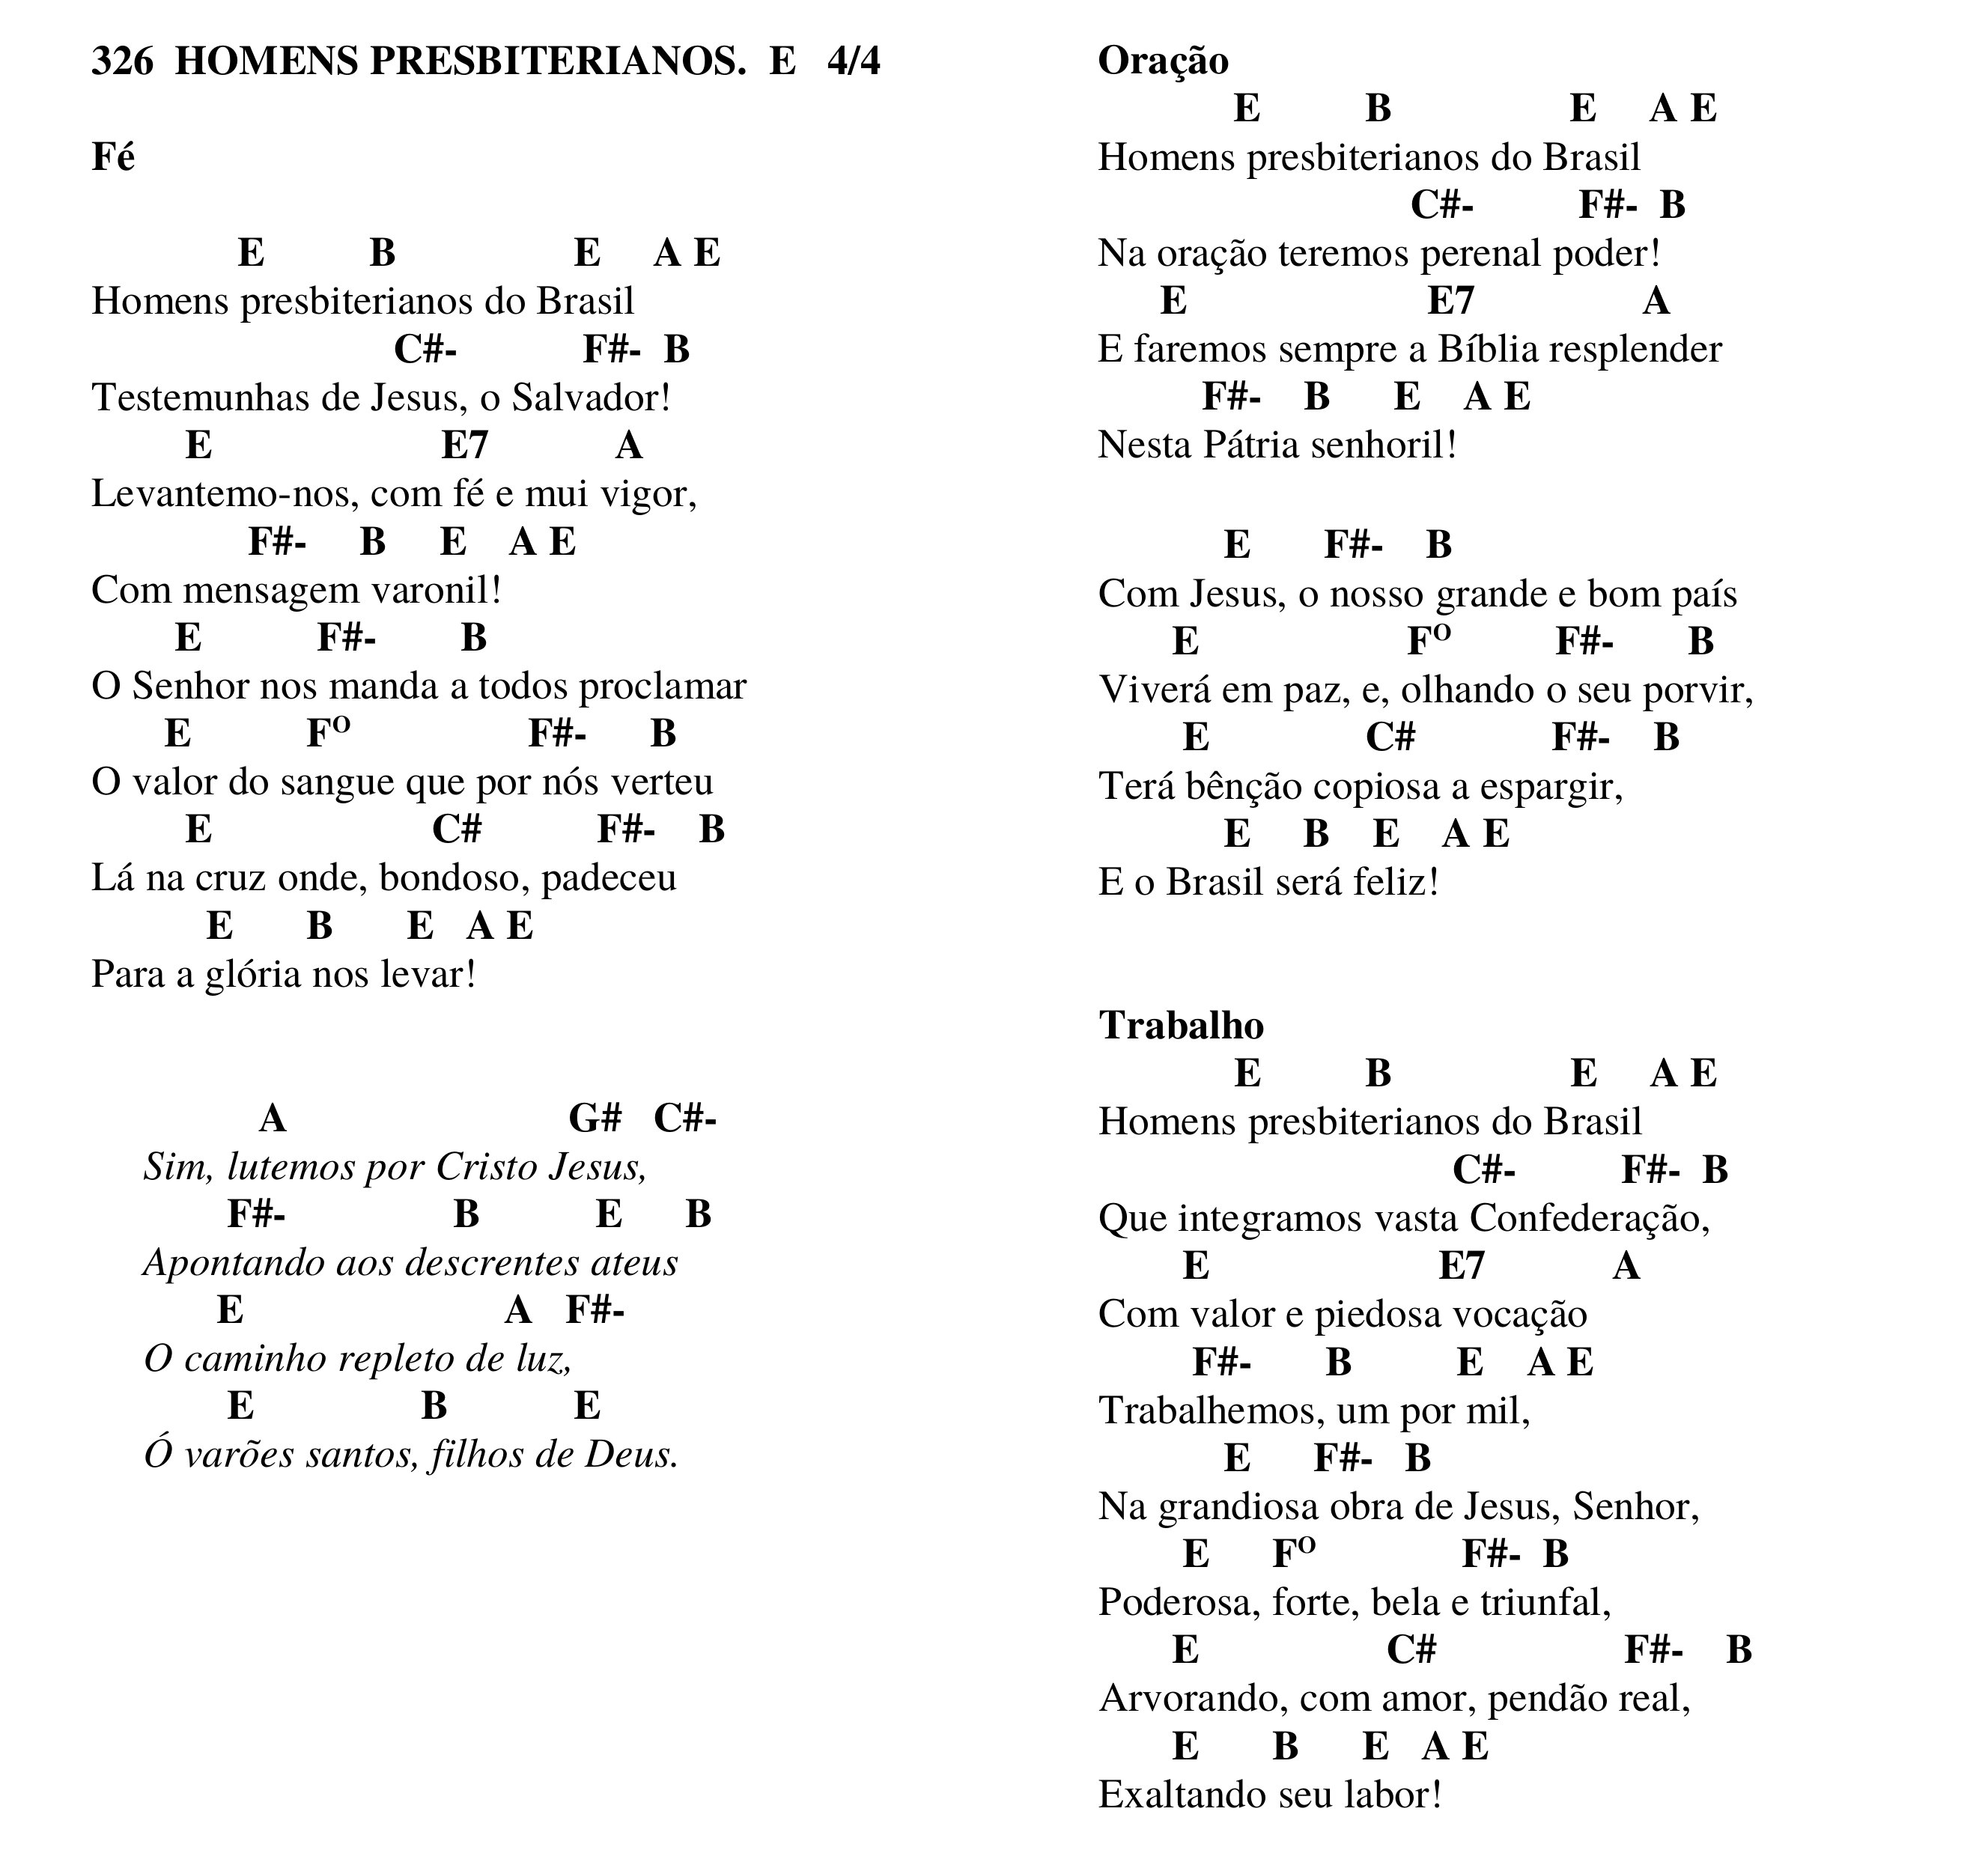 326  HOMENS PRESBITERIANOS.  E   4/4
Fé
E          B                 E     A E
Homens presbiterianos do Brasil
C#-            F#-  B
Testemunhas de Jesus, o Salvador!
E                      E7            A
Levantemo-nos, com fé e mui vigor,
F#-     B     E    A E
Com mensagem varonil!
E           F#-        B
O Senhor nos manda a todos proclamar
E           Fº                 F#-      B
O valor do sangue que por nós verteu
E                     C#           F#-    B
Lá na cruz onde, bondoso, padeceu
E       B       E   A E
Para a glória nos levar!
A                           G#   C#-
Sim, lutemos por Cristo Jesus,
F#-                B           E      B
Apontando aos descrentes ateus
E                         A   F#-
O caminho repleto de luz,
E                B            E
Ó varões santos, filhos de Deus.
Oração
E          B                 E     A E
Homens presbiterianos do Brasil
C#-          F#-  B
Na oração teremos perenal poder!
E                       E7                A
E faremos sempre a Bíblia resplender
F#-    B      E    A E
Nesta Pátria senhoril!
E       F#-    B
Com Jesus, o nosso grande e bom país
E                    Fº          F#-       B
Viverá em paz, e, olhando o seu porvir,
E               C#             F#-    B
Terá bênção copiosa a espargir,
E     B    E    A E
E o Brasil será feliz!
Trabalho
E          B                 E     A E
Homens presbiterianos do Brasil
C#-          F#-  B
Que integramos vasta Confederação,
E                      E7            A
Com valor e piedosa vocação
F#-       B          E    A E
Trabalhemos, um por mil,
E      F#-   B
Na grandiosa obra de Jesus, Senhor,
E      Fº              F#-  B
Poderosa, forte, bela e triunfal,
E                  C#                  F#-    B
Arvorando, com amor, pendão real,
E       B      E   A E
Exaltando seu labor!